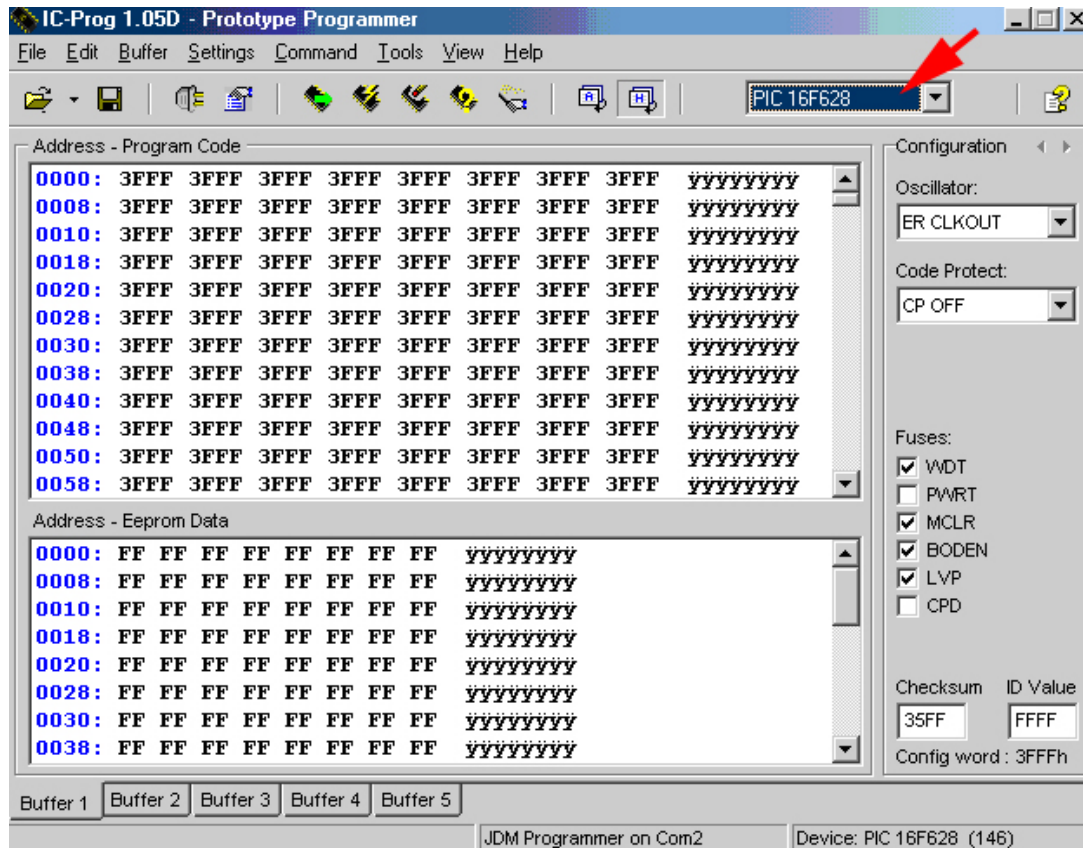 IC-Prog 1.05D - Prototype Programmer
File Edit Buffer Settings Command Tools View Help
PIC 16F628
Address - Program Code
0000: 3FFF 3FFF 3FFF 3FFF 3FFF 3FFF 3FFF 3FFF ÿÿÿÿÿÿÿÿ
0008: 3FFF 3FFF 3FFF 3FFF 3FFF 3FFF 3FFF 3FFF ÿÿÿÿÿÿÿÿ
0010: 3FFF 3FFF 3FFF 3FFF 3FFF 3FFF 3FFF 3FFF ÿÿÿÿÿÿÿÿ
0018: 3FFF 3FFF 3FFF 3FFF 3FFF 3FFF 3FFF 3FFF ÿÿÿÿÿÿÿÿ
0020: 3FFF 3FFF 3FFF 3FFF 3FFF 3FFF 3FFF 3FFF ÿÿÿÿÿÿÿÿ
0028: 3FFF 3FFF 3FFF 3FFF 3FFF 3FFF 3FFF 3FFF ÿÿÿÿÿÿÿÿ
0030: 3FFF 3FFF 3FFF 3FFF 3FFF 3FFF 3FFF 3FFF ÿÿÿÿÿÿÿÿ
0038: 3FFF 3FFF 3FFF 3FFF 3FFF 3FFF 3FFF 3FFF ÿÿÿÿÿÿÿÿ
0040: 3FFF 3FFF 3FFF 3FFF 3FFF 3FFF 3FFF 3FFF ÿÿÿÿÿÿÿÿ
0048: 3FFF 3FFF 3FFF 3FFF 3FFF 3FFF 3FFF 3FFF ÿÿÿÿÿÿÿÿ
0050: 3FFF 3FFF 3FFF 3FFF 3FFF 3FFF 3FFF 3FFF ÿÿÿÿÿÿÿÿ
0058: 3FFF 3FFF 3FFF 3FFF 3FFF 3FFF 3FFF 3FFF ÿÿÿÿÿÿÿÿ
Address - Eeprom Data
0000: FF FF FF FF FF FF FF FF ÿÿÿÿÿÿÿÿ
0008: FF FF FF FF FF FF FF FF ÿÿÿÿÿÿÿÿ
0010: FF FF FF FF FF FF FF FF ÿÿÿÿÿÿÿÿ
0018: FF FF FF FF FF FF FF FF ÿÿÿÿÿÿÿÿ
0020: FF FF FF FF FF FF FF FF ÿÿÿÿÿÿÿÿ
0028: FF FF FF FF FF FF FF FF ÿÿÿÿÿÿÿÿ
0030: FF FF FF FF FF FF FF FF ÿÿÿÿÿÿÿÿ
0038: FF FF FF FF FF FF FF FF ÿÿÿÿÿÿÿÿ
Configuration
Oscillator:
ER CLKOUT
Code Protect:
CP OFF
Fuses:
WDT
PWRT
MCLR
BODEN
LVP
CPD
Checksum ID Value
35FF FFFF
Config word : 3FFFh
Buffer 1 Buffer 2 Buffer 3 Buffer 4 Buffer 5
JDM Programmer on Com2 Device: PIC 16F628 (146)